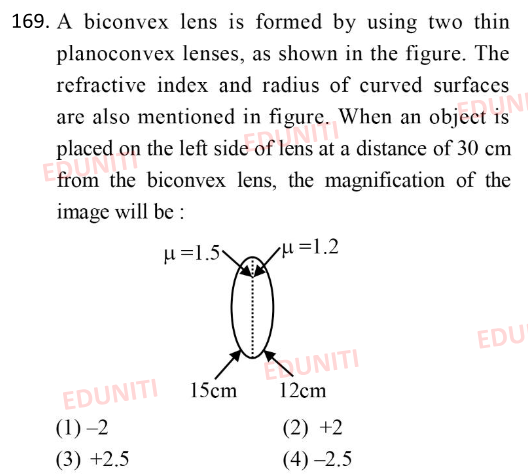 169. A biconvex lens is formed by using two thin
planoconvex lenses, as shown in the figure. The
refractive index and radius of curved surfaces
are also mentioned in figure. When an object is
placed on the left side of lens at a distance of 30 cm
from the biconvex lens, the magnification of the
image will be :
μ =1.5 μ =1.2
15cm 12cm
(1) –2 (2) +2
(3) +2.5 (4) –2.5
EDUNITI
EDUNITI
EDUNI
EDUNITI
EDUNITI
EDU